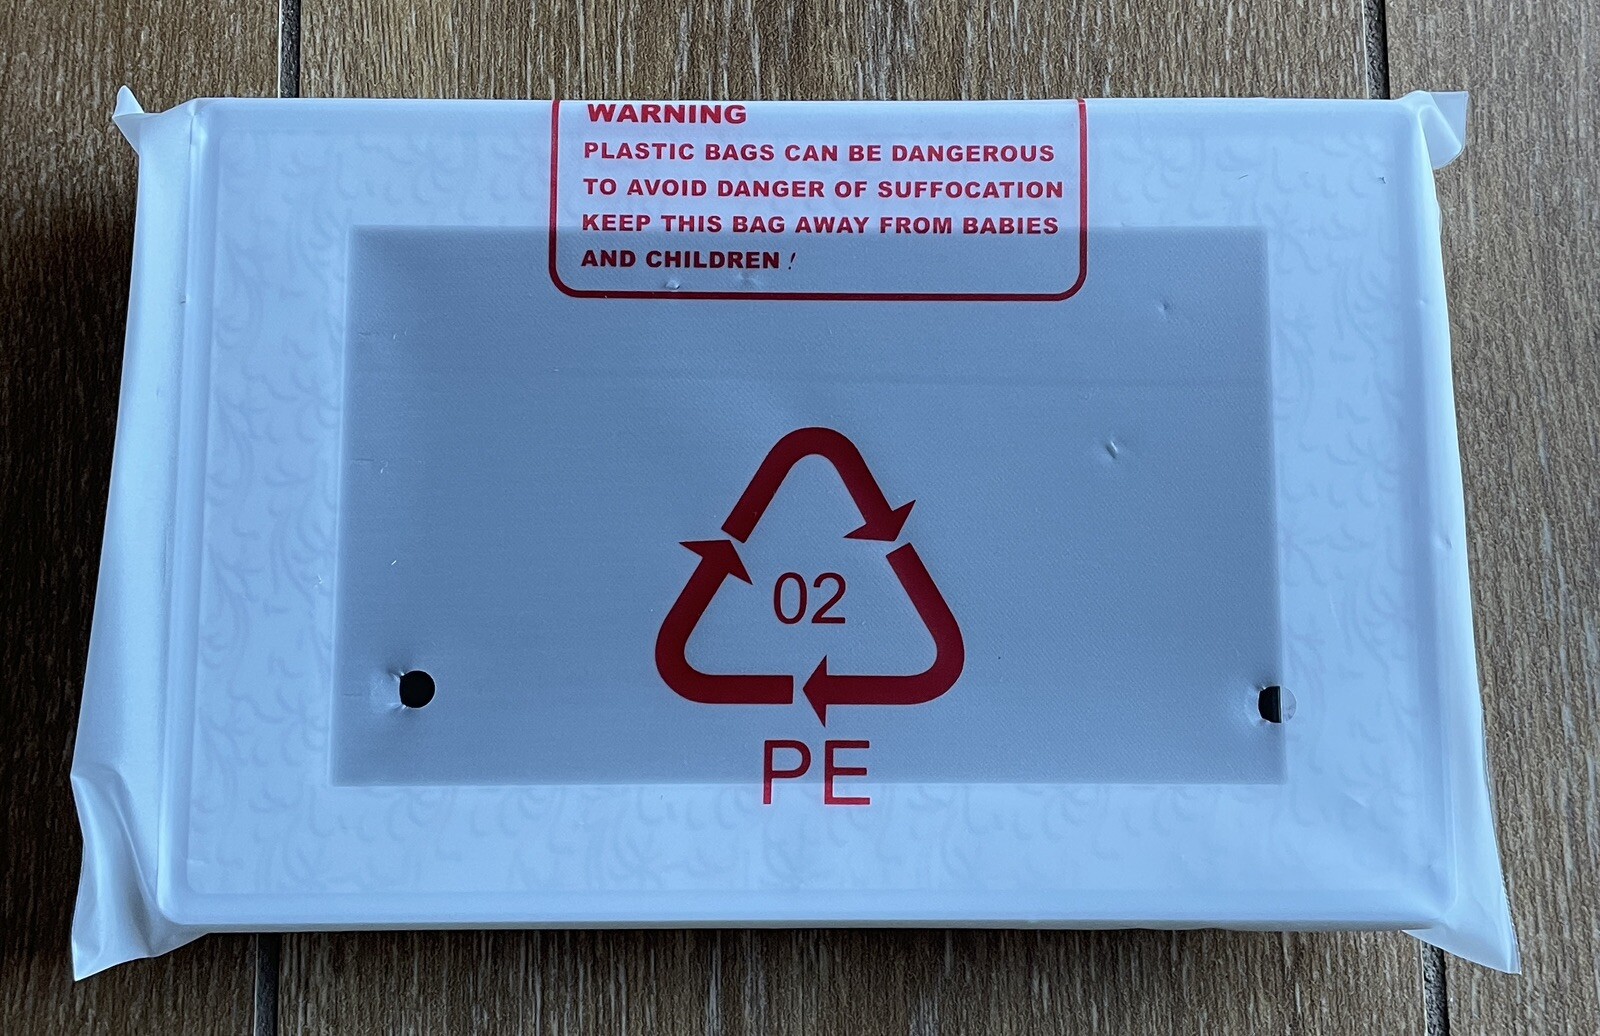 WARNING
PLASTIC BAGS CAN BE DANGEROUS
TO AVOID DANGER OF SUFFOCATION
KEEP THIS BAG AWAY FROM BABIES
AND CHILDREN !
02
PE